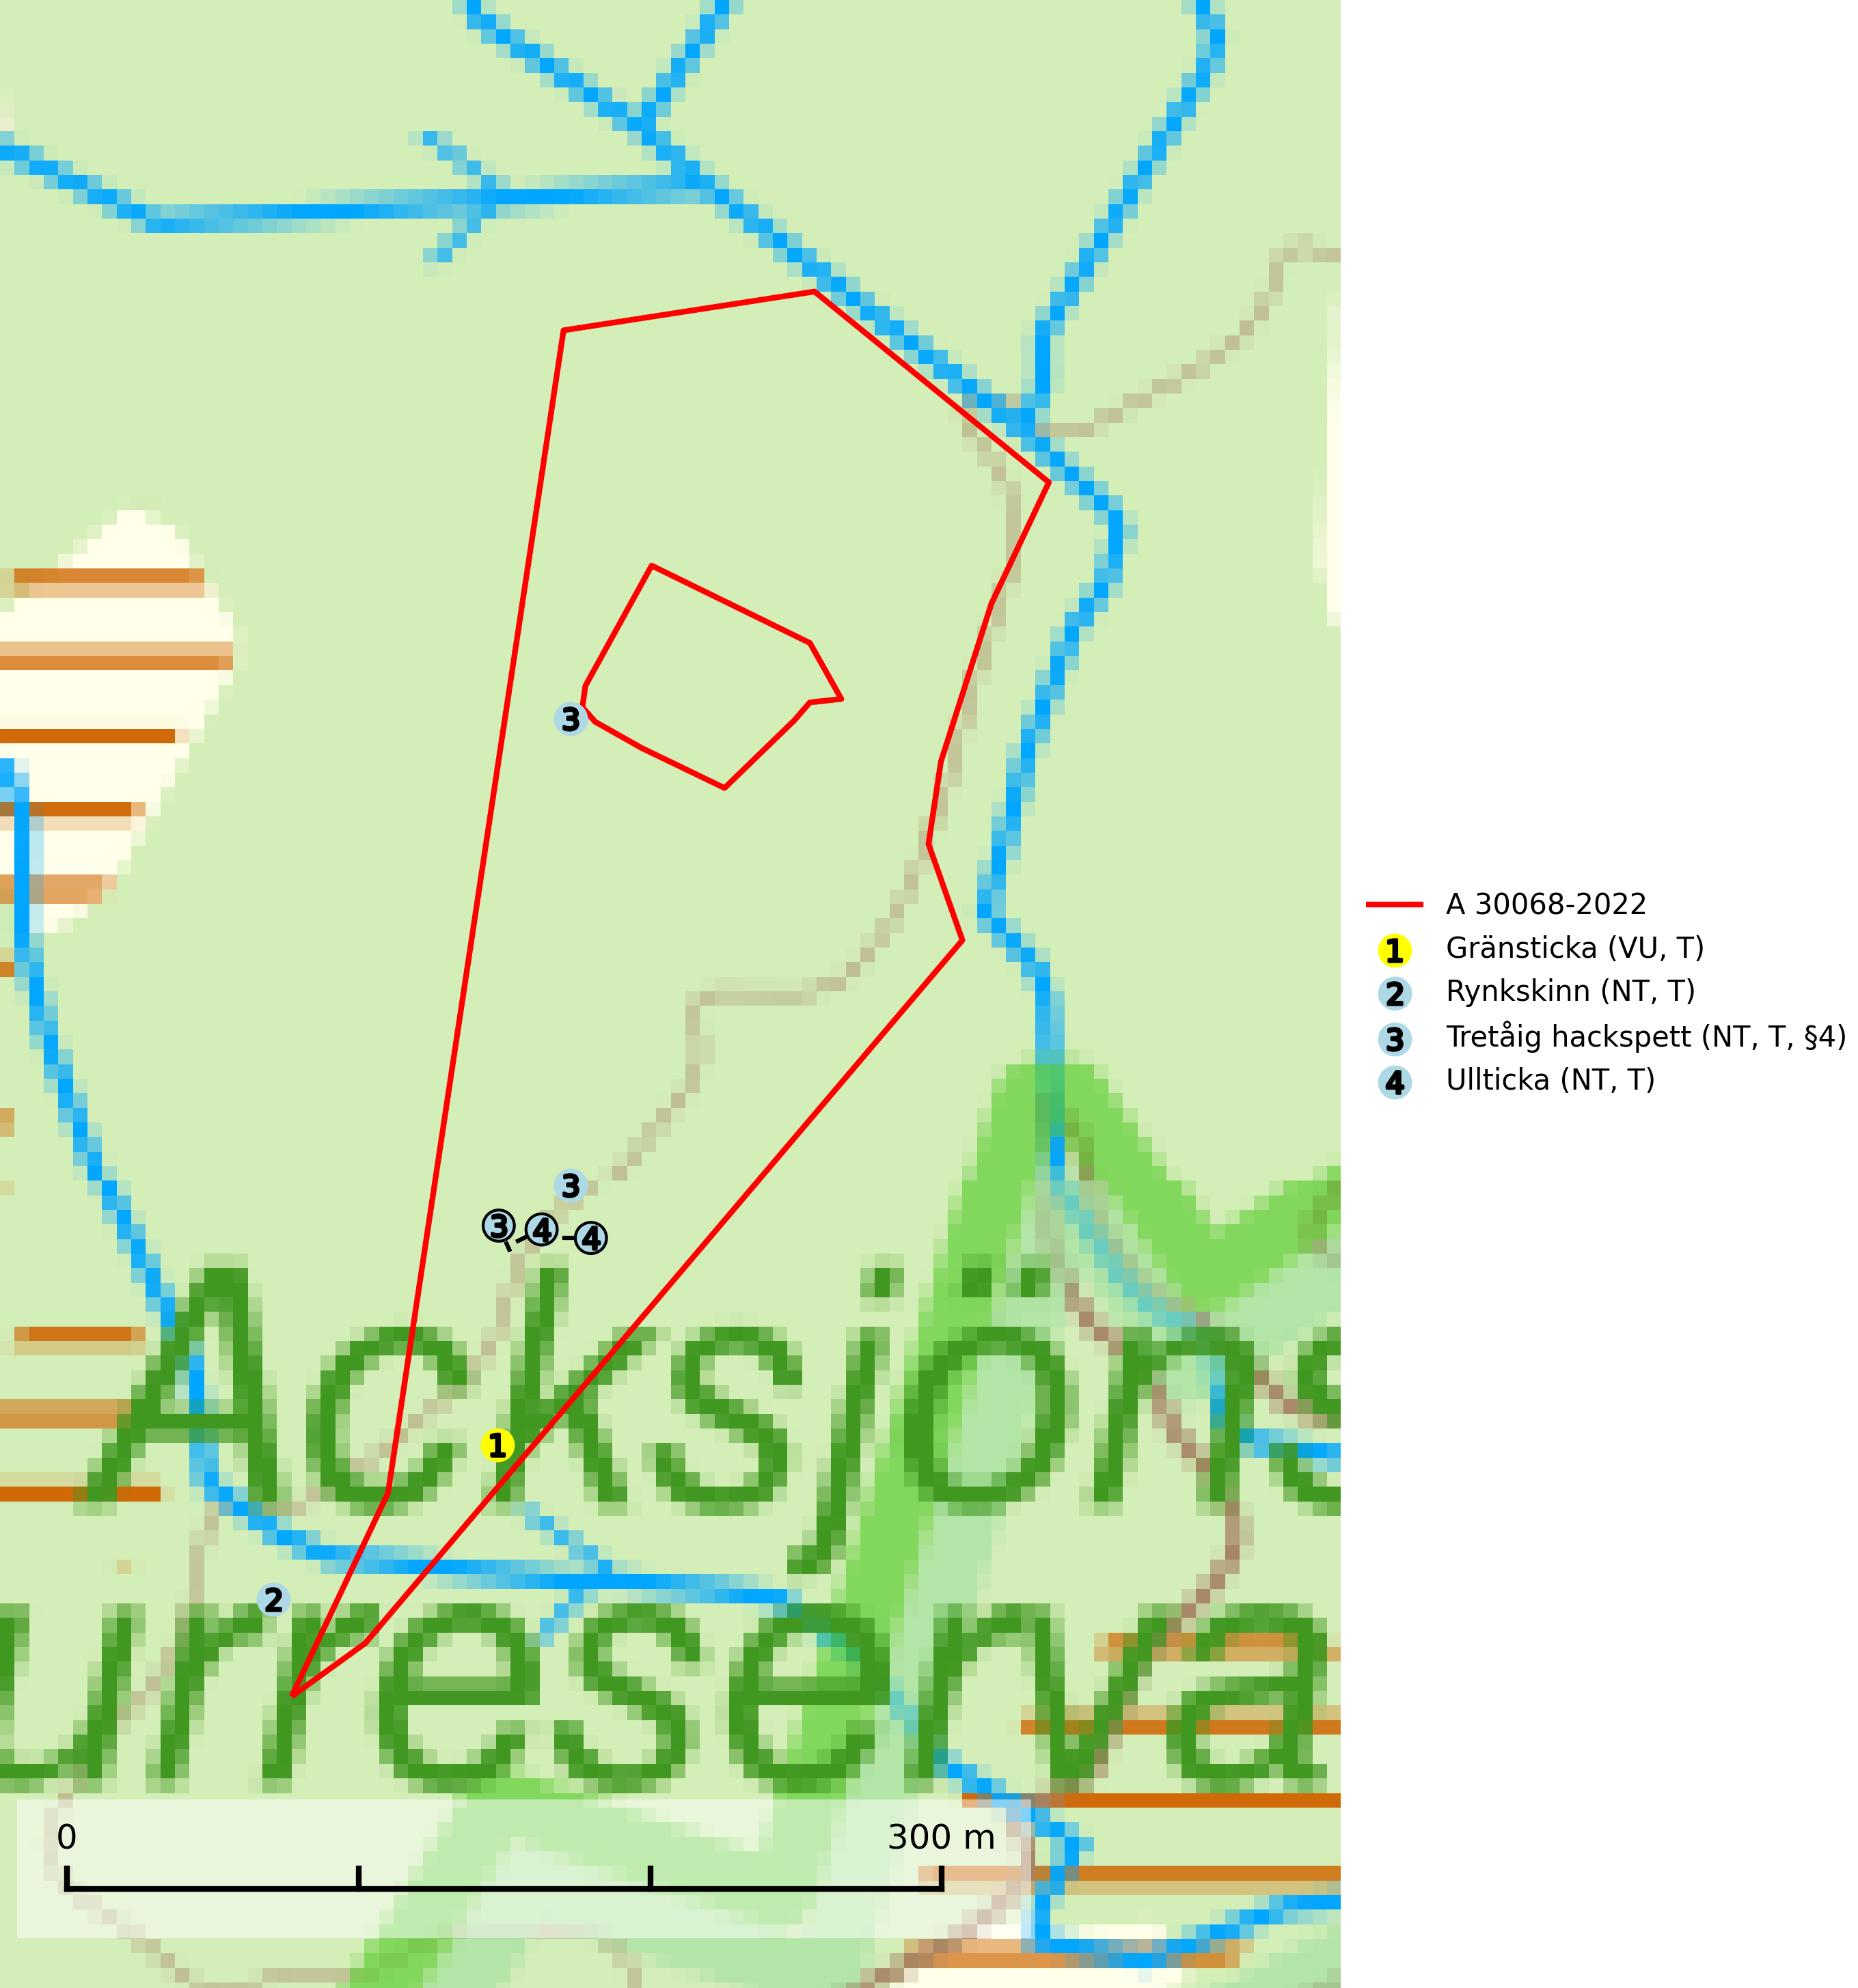 3
3 4 4
Acksjöns
1
2
urreserva
0 300 m
A 30068-2022
1 Gränsticka (VU, T)
2 Rynkskinn (NT, T)
3 Tretåig hackspett (NT, T, §4)
4 Ullticka (NT, T)
3